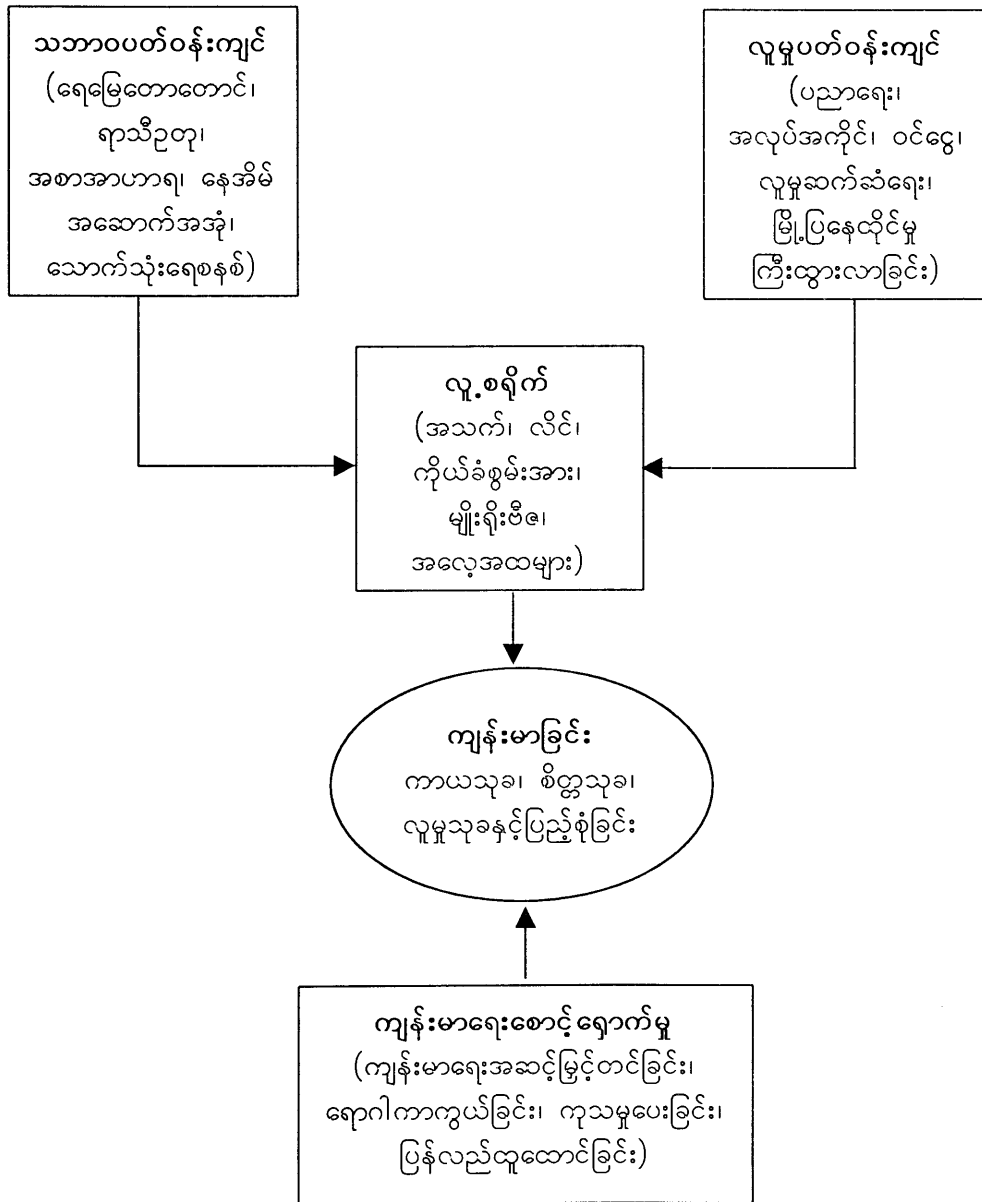 သဘာဝပတ်ဝန်းကျင်
(ရေမြေတောတောင်၊
ရာသီဥတု၊
အစာအာဟာရ၊ နေအိမ်
အဆောက်အအုံ၊
သောက်သုံးရေစနစ်)
လူမှုပတ်ဝန်းကျင်
(ပညာရေး၊
အလုပ်အကိုင်၊ ဝင်ငွေ၊
လူမှုဆက်ဆံရေး၊
မြို့ပြနေထိုင်မှု
ကြီးထွားလာခြင်း)
လူ့စရိုက်
(အသက်၊ လိင်၊
ကိုယ်ခံစွမ်းအား၊
မျိုးရိုးဗီဇ၊
အလေ့အထများ)
ကျန်းမာခြင်း
ကာယသုခ၊ စိတ္တသုခ၊
လူမှုသုခနှင့်ပြည့်စုံခြင်း
ကျန်းမာရေးစောင့်ရှောက်မှု
(ကျန်းမာရေးအဆင့်မြှင့်တင်ခြင်း၊
ရောဂါကာကွယ်ခြင်း၊ ကုသမှုပေးခြင်း၊
ပြန်လည်ထူထောင်ခြင်း)